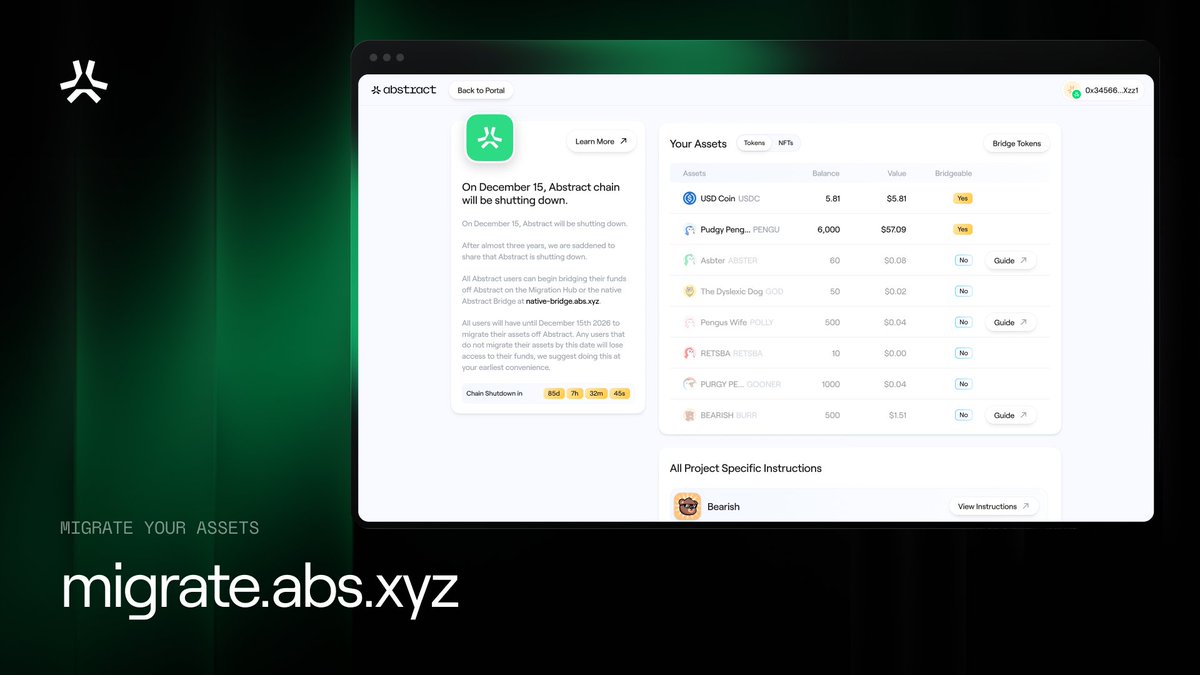 abstract
Back to Portal
0x34566...Xzz1
Learn More
On December 15, Abstract chain
will be shutting down.
On December 15, Abstract will be shutting down.
After almost three years, we are saddened to
share that Abstract is shutting down.
All Abstract users can begin bridging their funds
off Abstract on the Migration Hub or the native
Abstract Bridge at native-bridge.abs.xyz.
All users will have until December 15th 2026 to
migrate their assets off Abstract. Any users that
do not migrate their assets by this date will lose
access to their funds, we suggest doing this at
your earliest convenience.
Chain Shutdown in 85d 7h 32m 45s
Your Assets Tokens NFTs Bridge Tokens
Assets Balance Value Bridgeable
USD Coin USDC 5.81 $5.81 Yes
Pudgy Peng... PENGU 6,000 $57.09 Yes
Asbter ABSTER 60 $0.08 No Guide
The Dyslexic Dog GOD 50 $0.02 No
Pengus Wife POLLY 500 $0.04 No Guide
RETSBA RETSBA 10 $0.00 No
PURGY PE... GOONER 1000 $0.04 No
BEARISH BURR 500 $1.51 No Guide
All Project Specific Instructions
Bearish View Instructions
MIGRATE YOUR ASSETS
migrate.abs.xyz